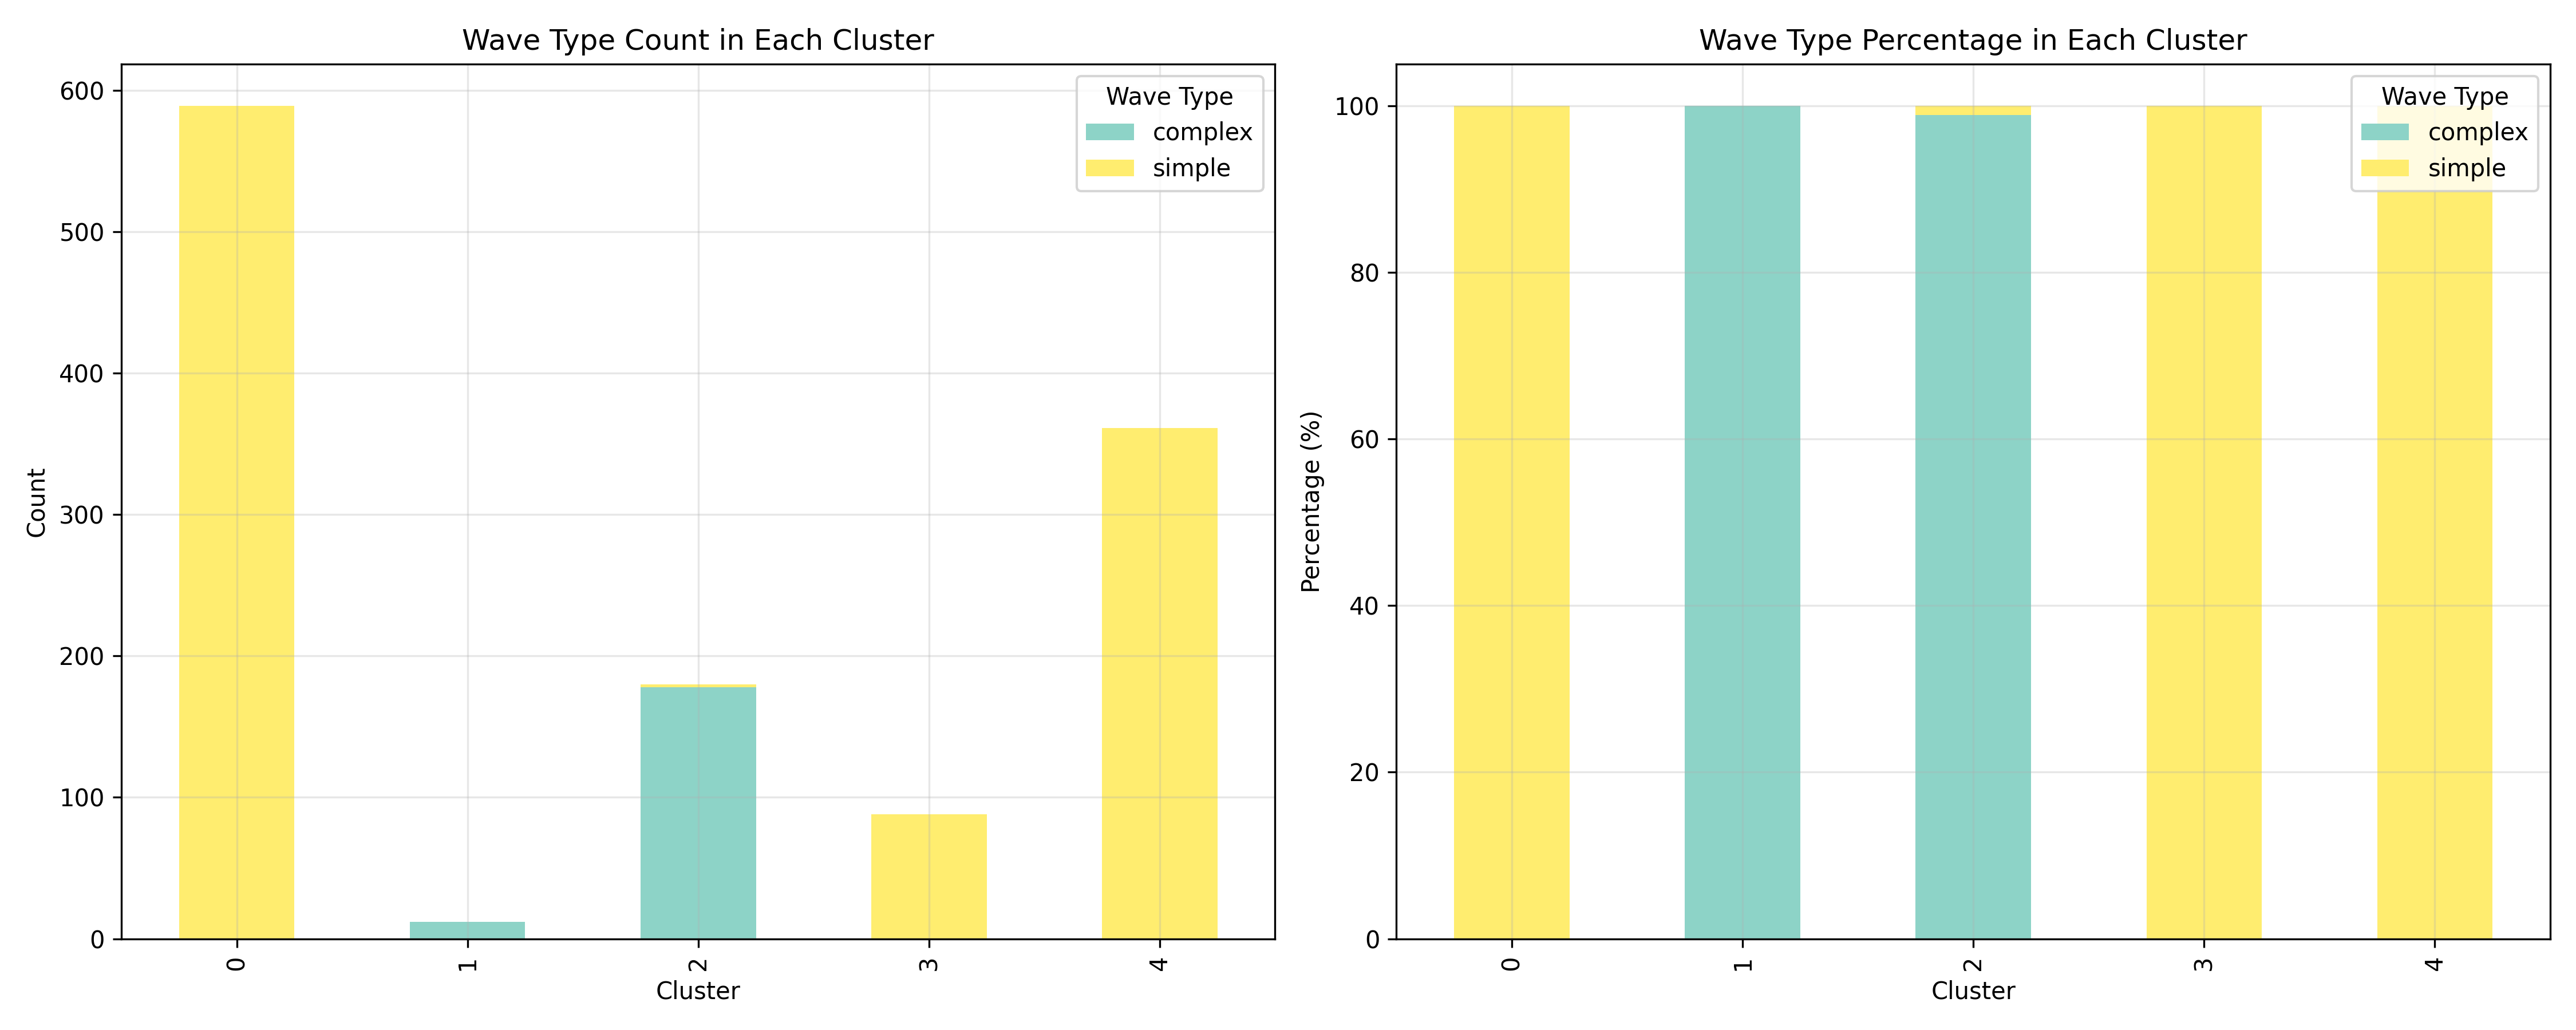 Wave Type Count in Each Cluster
Wave Type
complex
simple
600
500
400
300
200
100
0
Count
0 1 2 3 4
Cluster
Wave Type Percentage in Each Cluster
Wave Type
complex
simple
100
80
60
40
20
0
Percentage (%)
0 1 2 3 4
Cluster